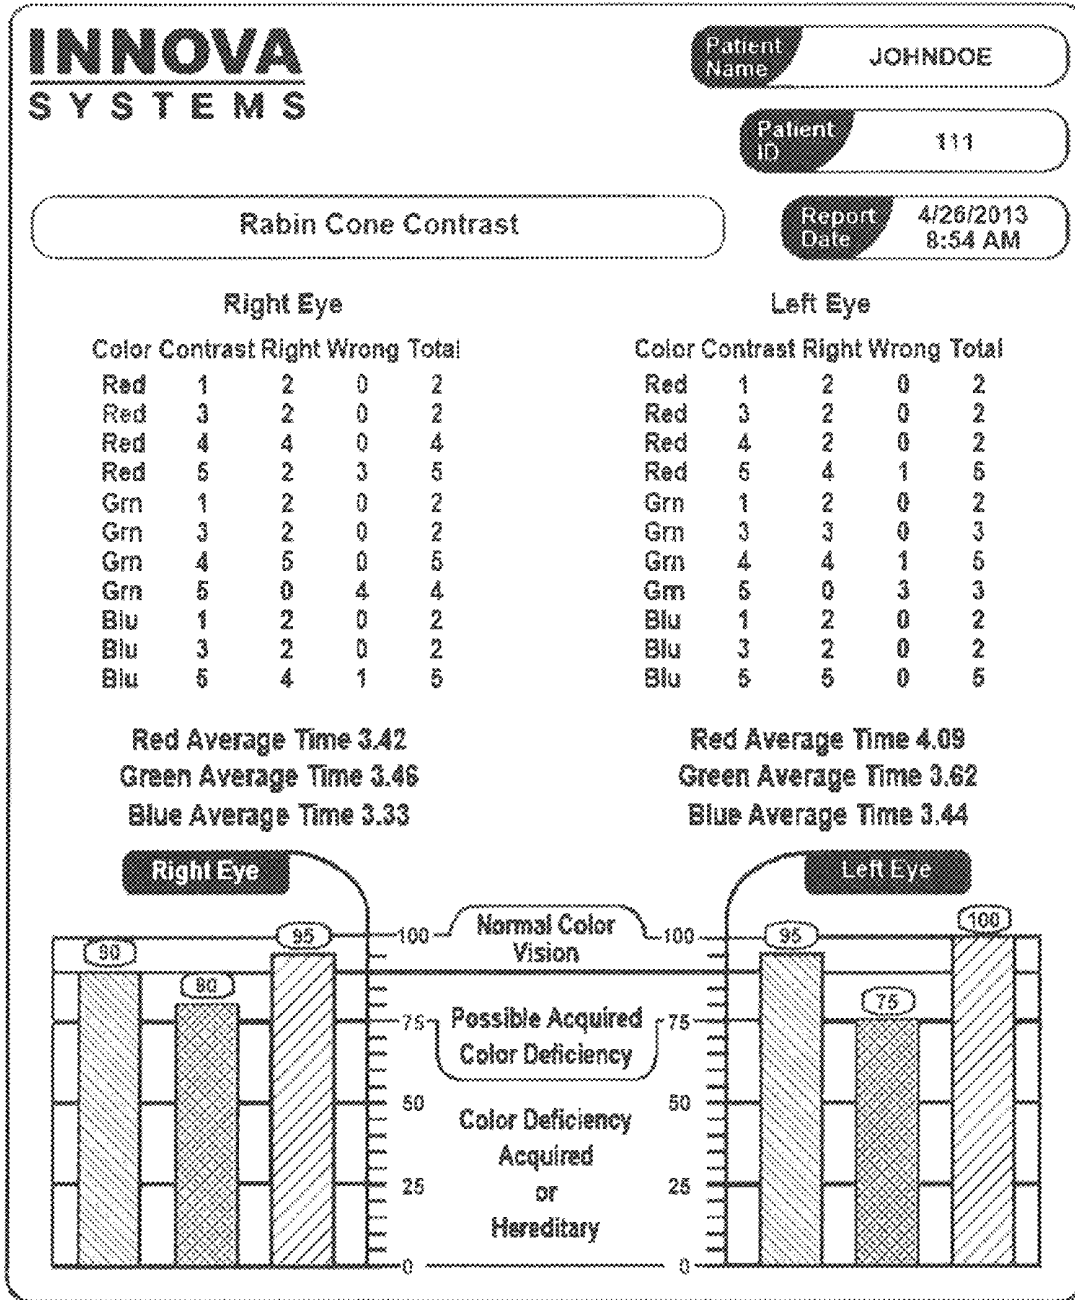 INNOVA
SYSTEMS
Patient Name JOHNDOE
Patient ID 111
Rabin Cone Contrast
Report Date 4/26/2013 8:54 AM
Right Eye
Color Contrast Right Wrong Total
Red 1 2 0 2
Red 3 2 0 2
Red 4 4 0 4
Red 5 2 3 5
Grn 1 2 0 2
Grn 3 2 0 2
Grn 4 5 0 5
Grn 5 0 4 4
Blu 1 2 0 2
Blu 3 2 0 2
Blu 5 4 1 5
Red Average Time 3.42
Green Average Time 3.46
Blue Average Time 3.33
Left Eye
Color Contrast Right Wrong Total
Red 1 2 0 2
Red 3 2 0 2
Red 4 2 0 2
Red 5 4 1 5
Grn 1 2 0 2
Grn 3 3 0 3
Grn 4 4 1 5
Grn 5 0 3 3
Blu 1 2 0 2
Blu 3 2 0 2
Blu 5 5 0 5
Red Average Time 4.09
Green Average Time 3.62
Blue Average Time 3.44
Right Eye
90
80
95
100
75
50
25
0
Normal Color
Vision
Possible Acquired
Color Deficiency
Color Deficiency
Acquired
or
Hereditary
Left Eye
100
75
50
25
0
95
75
100